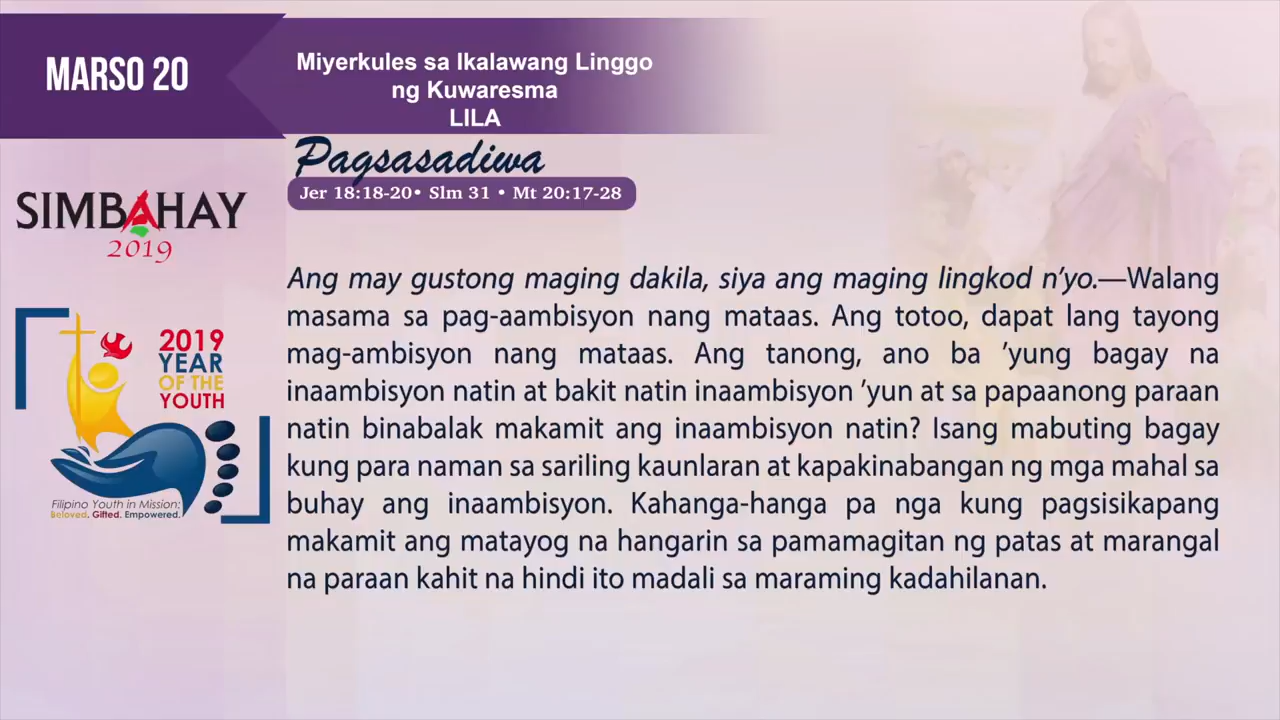 MARSO 20
Miyerkules sa Ikalawang Linggo
ng Kuwaresma
LILA
Pagsasadiwa
Jer 18:18-20• Slm 31 • Mt 20:17-28
SIMBAHAY
2019
2019
YEAR
OF THE
YOUTH
Filipino Youth in Mission:
Beloved. Gifted. Empowered.
Ang may gustong maging dakila, siya ang maging lingkod n’yo.—Walang
masama sa pag-aambisyon nang mataas. Ang totoo, dapat lang tayong
mag-ambisyon nang mataas. Ang tanong, ano ba ’yung bagay na
inaambisyon natin at bakit natin inaambisyon ’yun at sa papaanong paraan
natin binabalak makamit ang inaambisyon natin? Isang mabuting bagay
kung para naman sa sariling kaunlaran at kapakinabangan ng mga mahal sa
buhay ang inaambisyon. Kahanga-hanga pa nga kung pagsisikapang
makamit ang matayog na hangarin sa pamamagitan ng patas at marangal
na paraan kahit na hindi ito madali sa maraming kadahilanan.